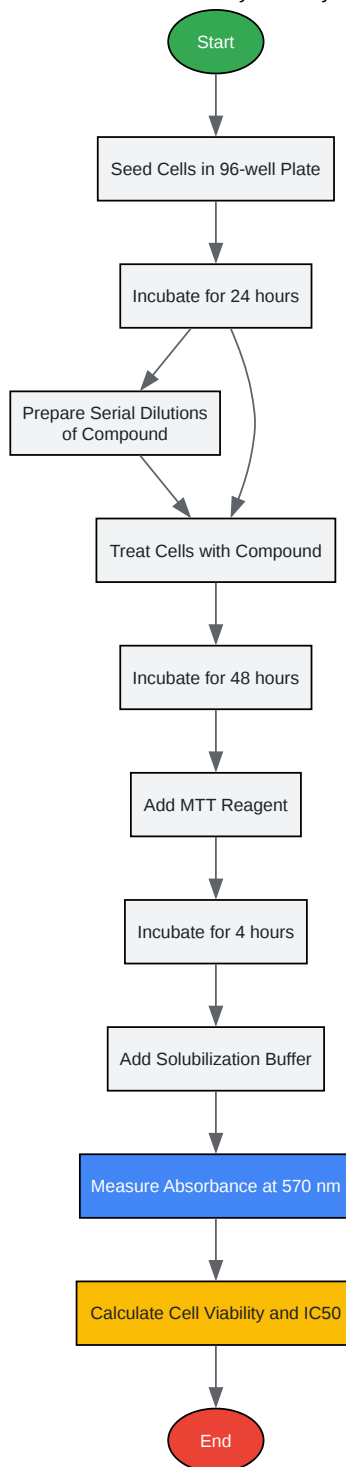 Start
Seed Cells in 96-well Plate
Incubate for 24 hours
Prepare Serial Dilutions
of Compound
Treat Cells with Compound
Incubate for 48 hours
Add MTT Reagent
Incubate for 4 hours
Add Solubilization Buffer
Measure Absorbance at 570 nm
Calculate Cell Viability and IC50
End